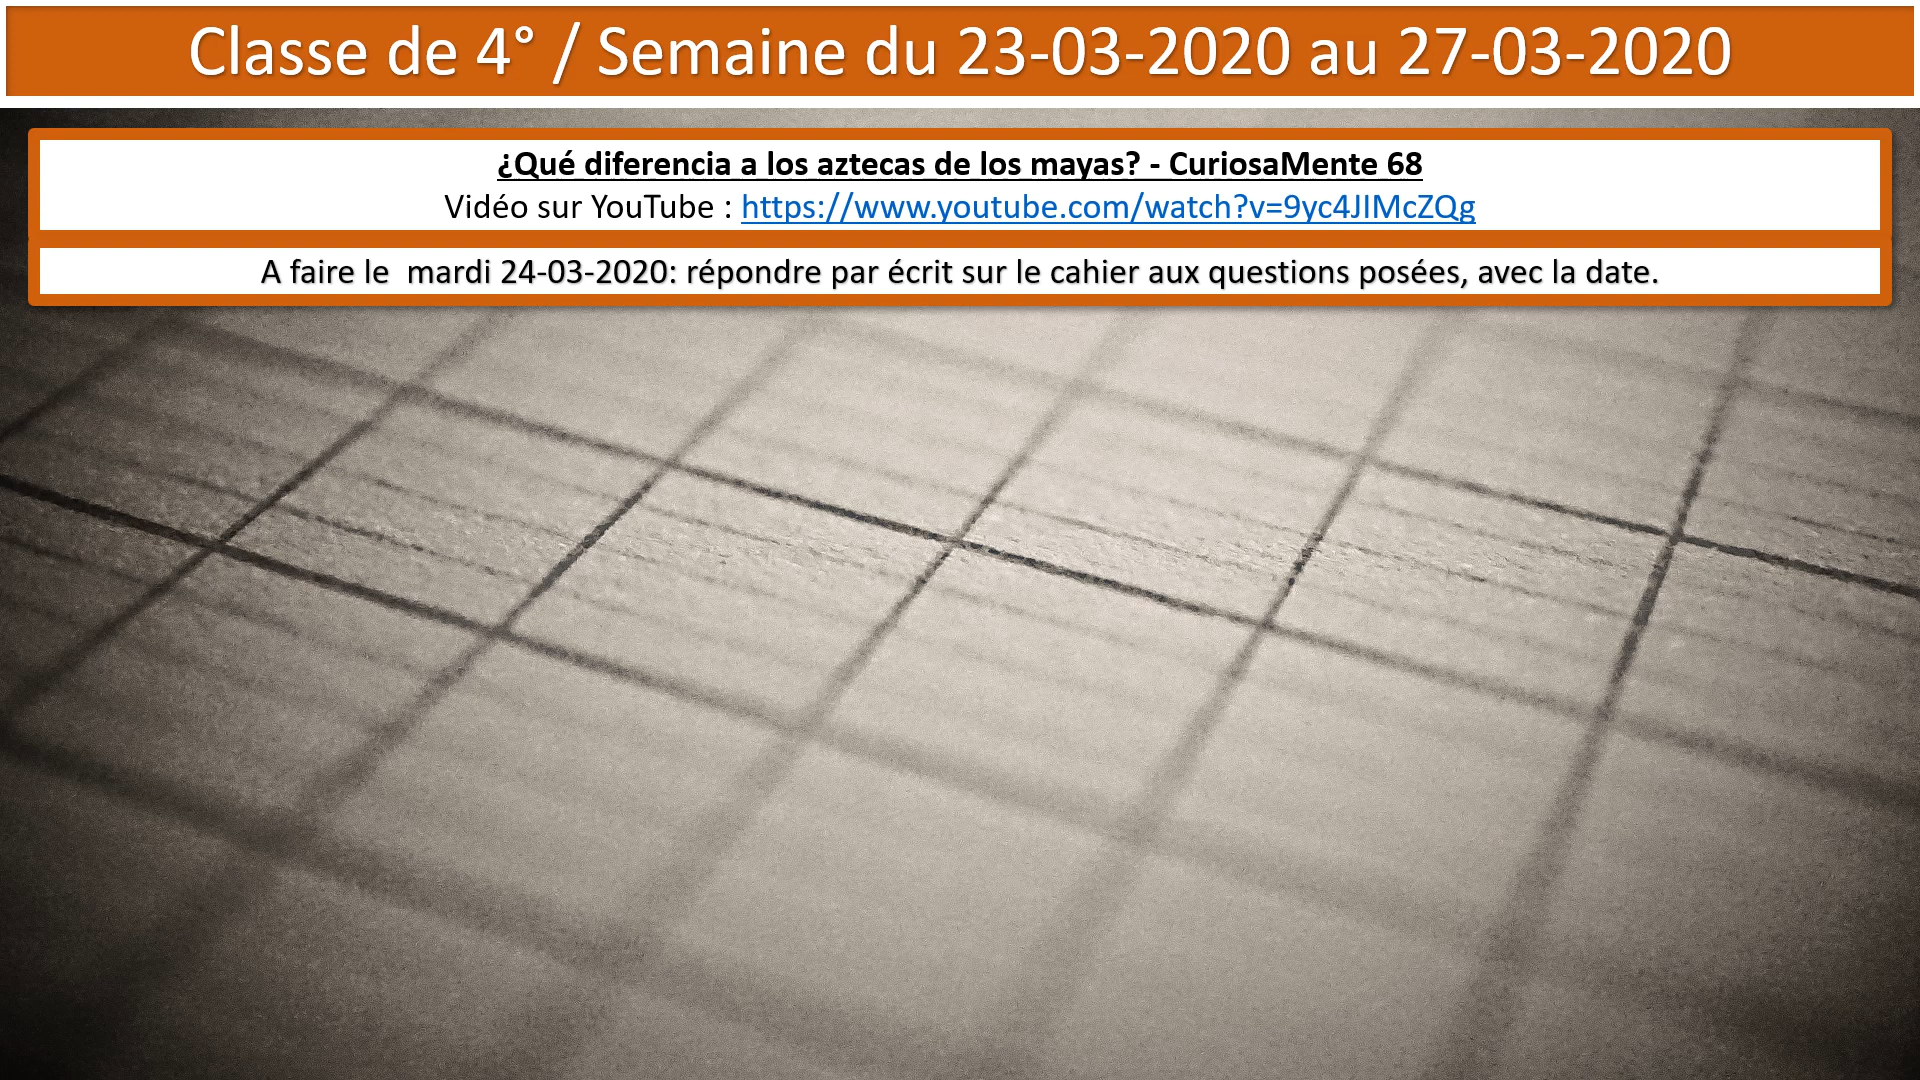 Classe de 4° / Semaine du 23-03-2020 au 27-03-2020
¿Qué diferencia a los aztecas de los mayas? - CuriosaMente 68
Vidéo sur YouTube : https://www.youtube.com/watch?v=9yc4JIMcZQg
A faire le  mardi 24-03-2020: répondre par écrit sur le cahier aux questions posées, avec la date.